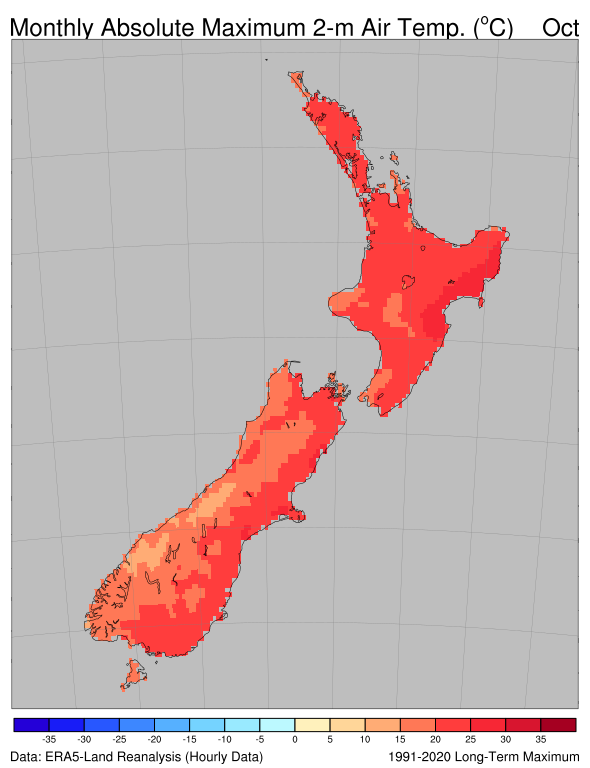 Monthly Absolute Maximum 2-m Air Temp. (°C) Oct
-35 -30 -25 -20 -15 -10 -5 0 5 10 15 20 25 30 35
Data: ERA5-Land Reanalysis (Hourly Data) 1991-2020 Long-Term Maximum